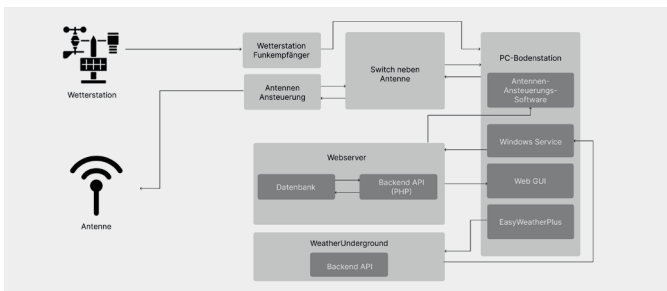 Wetterstation
Wetterstation
Funkempfänger
Antennen
Ansteuerung
Switch neben
Antenne
PC-Bodenstation
Antennen-
Ansteuerungs-
Software
Windows Service
Web GUI
EasyWeatherPlus
Antenne
Webserver
Datenbank
Backend API
(PHP)
WeatherUnderground
Backend API